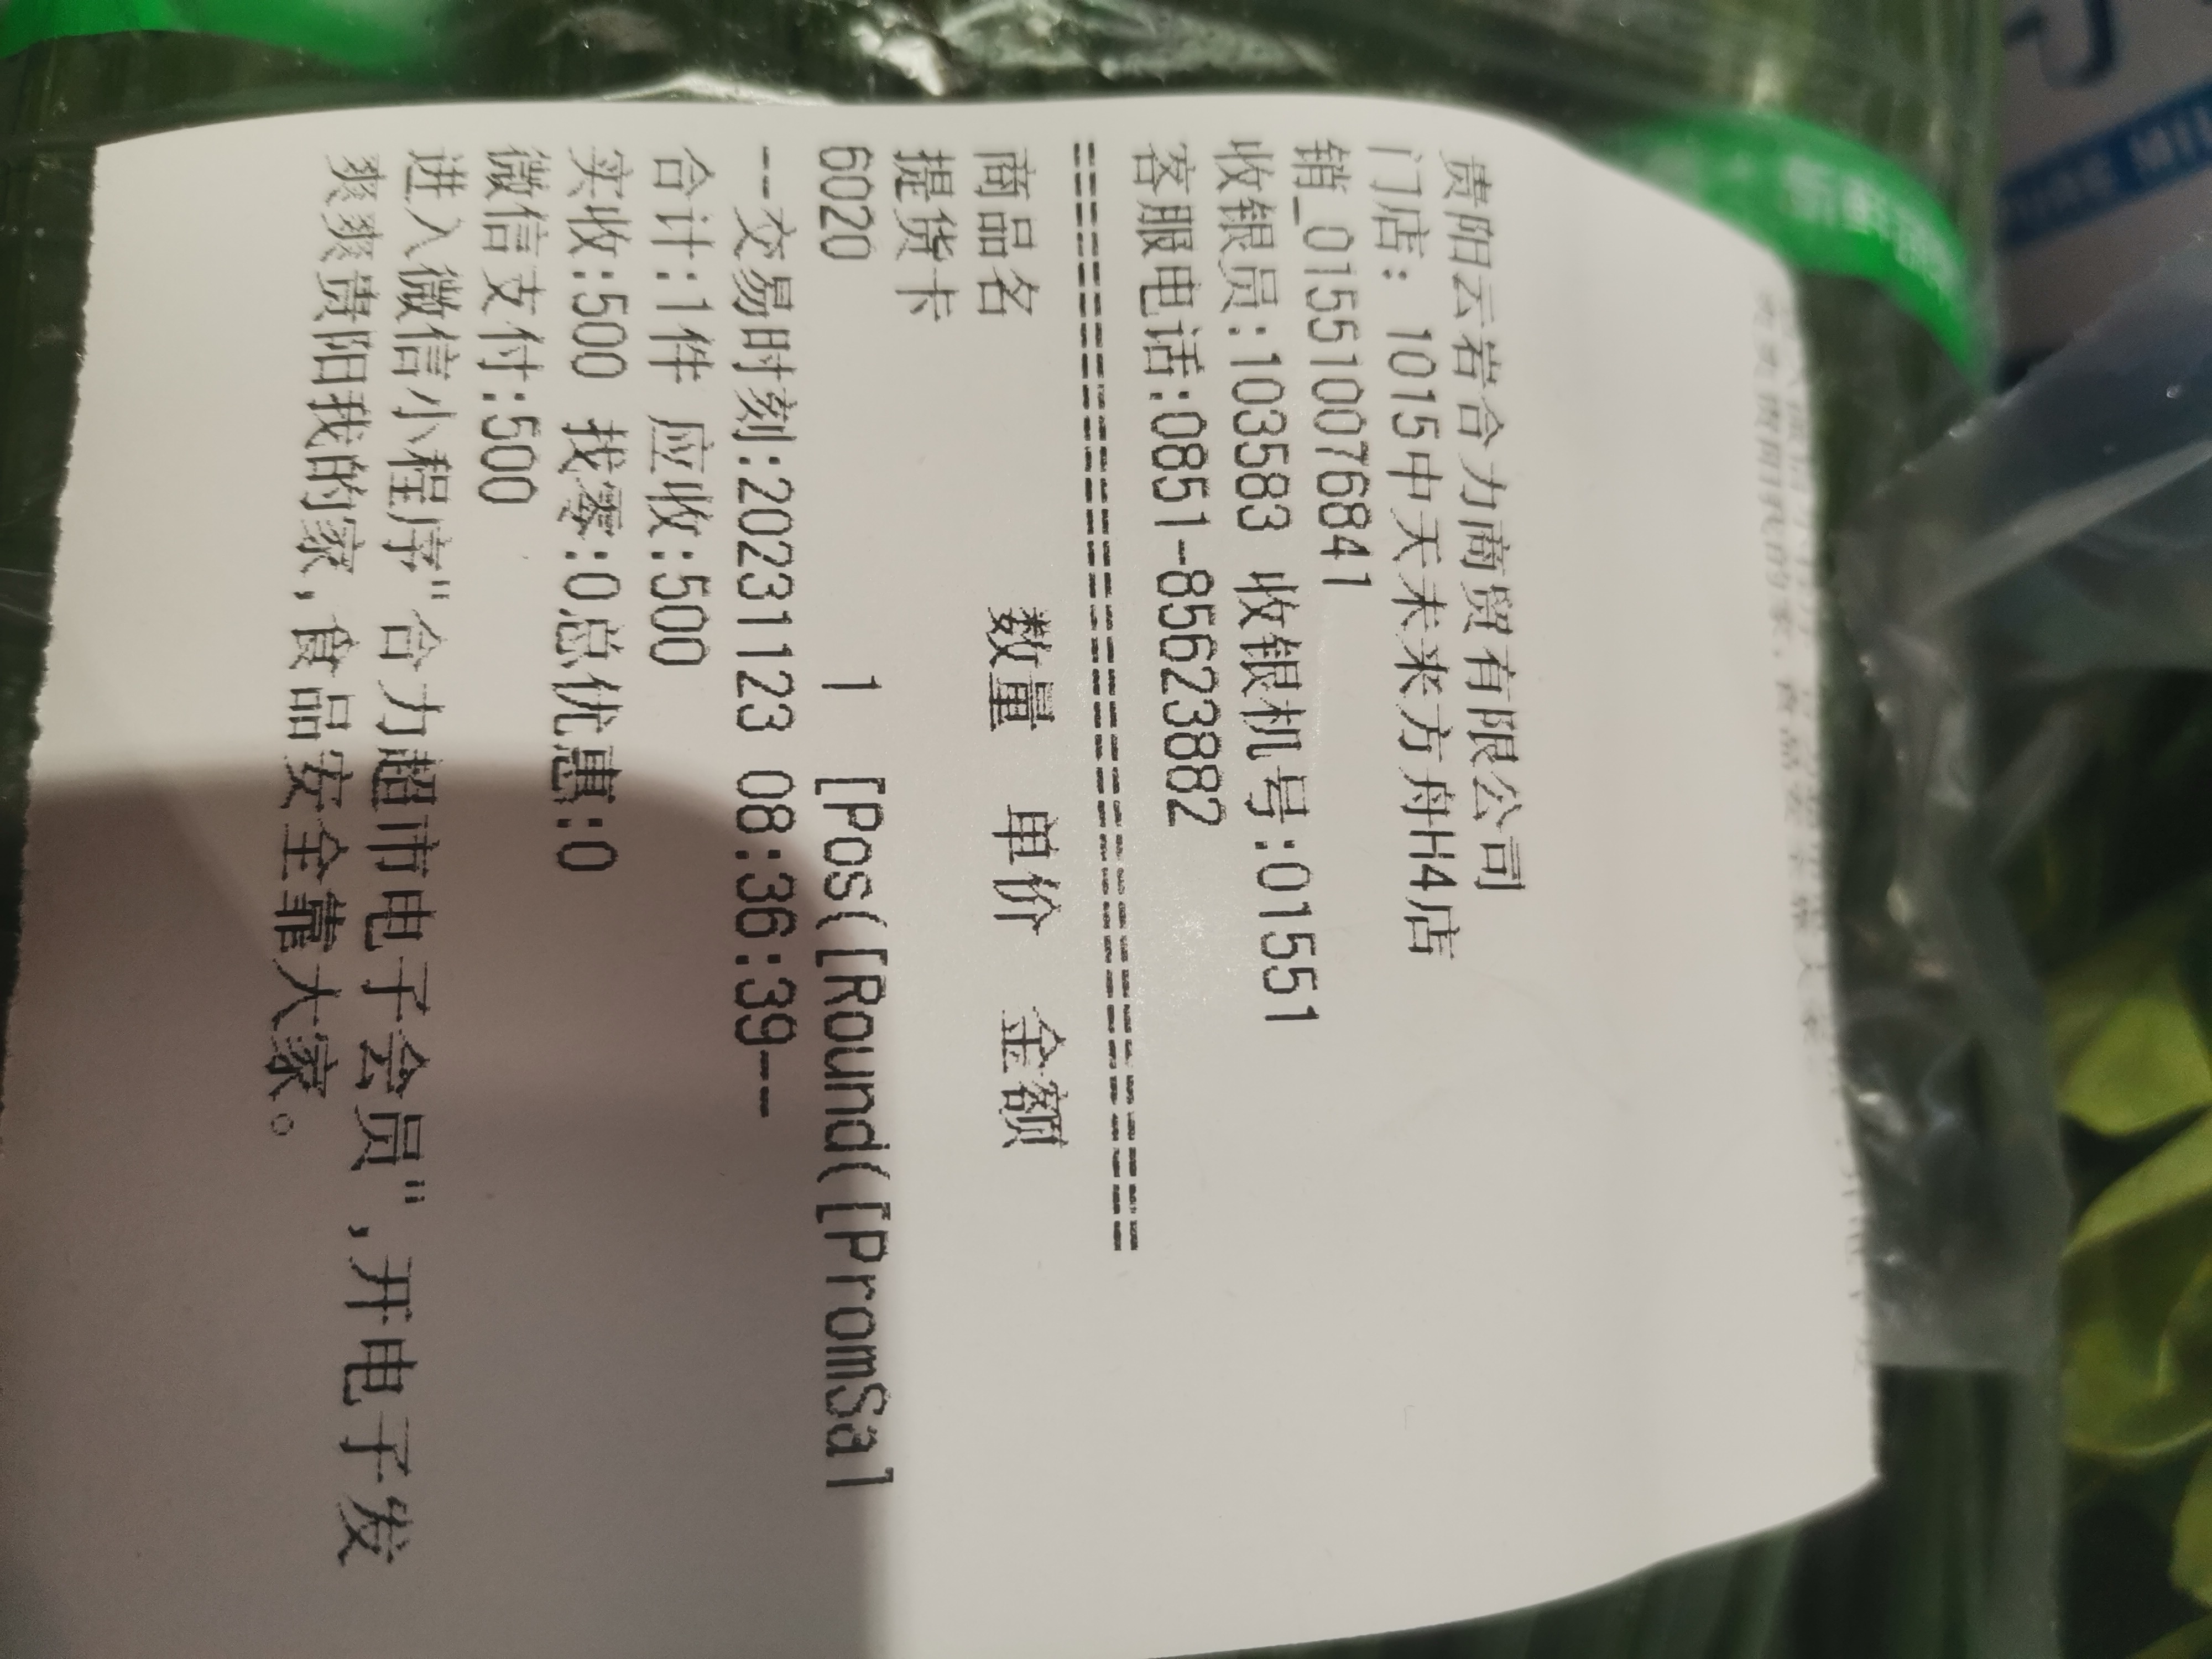 贵阳云岩合力商贸有限公司
门店: 1015中天未来方舟H4店
销_0155100768​41
收银员:103583 收银机号:01551
客服电话:0851-85623882
==========================================
商品名 数量 单价 金额
提货卡
6020 1 [Pos([Round([PromSal
--交易时刻:20231123 08:36:39--
合计:1件 应收:500
实收:500 找零:0总优惠:0
微信支付:500
进入微信小程序"合力超市电子会员",开电子发
爽爽贵阳我的家,食品安全靠大家。